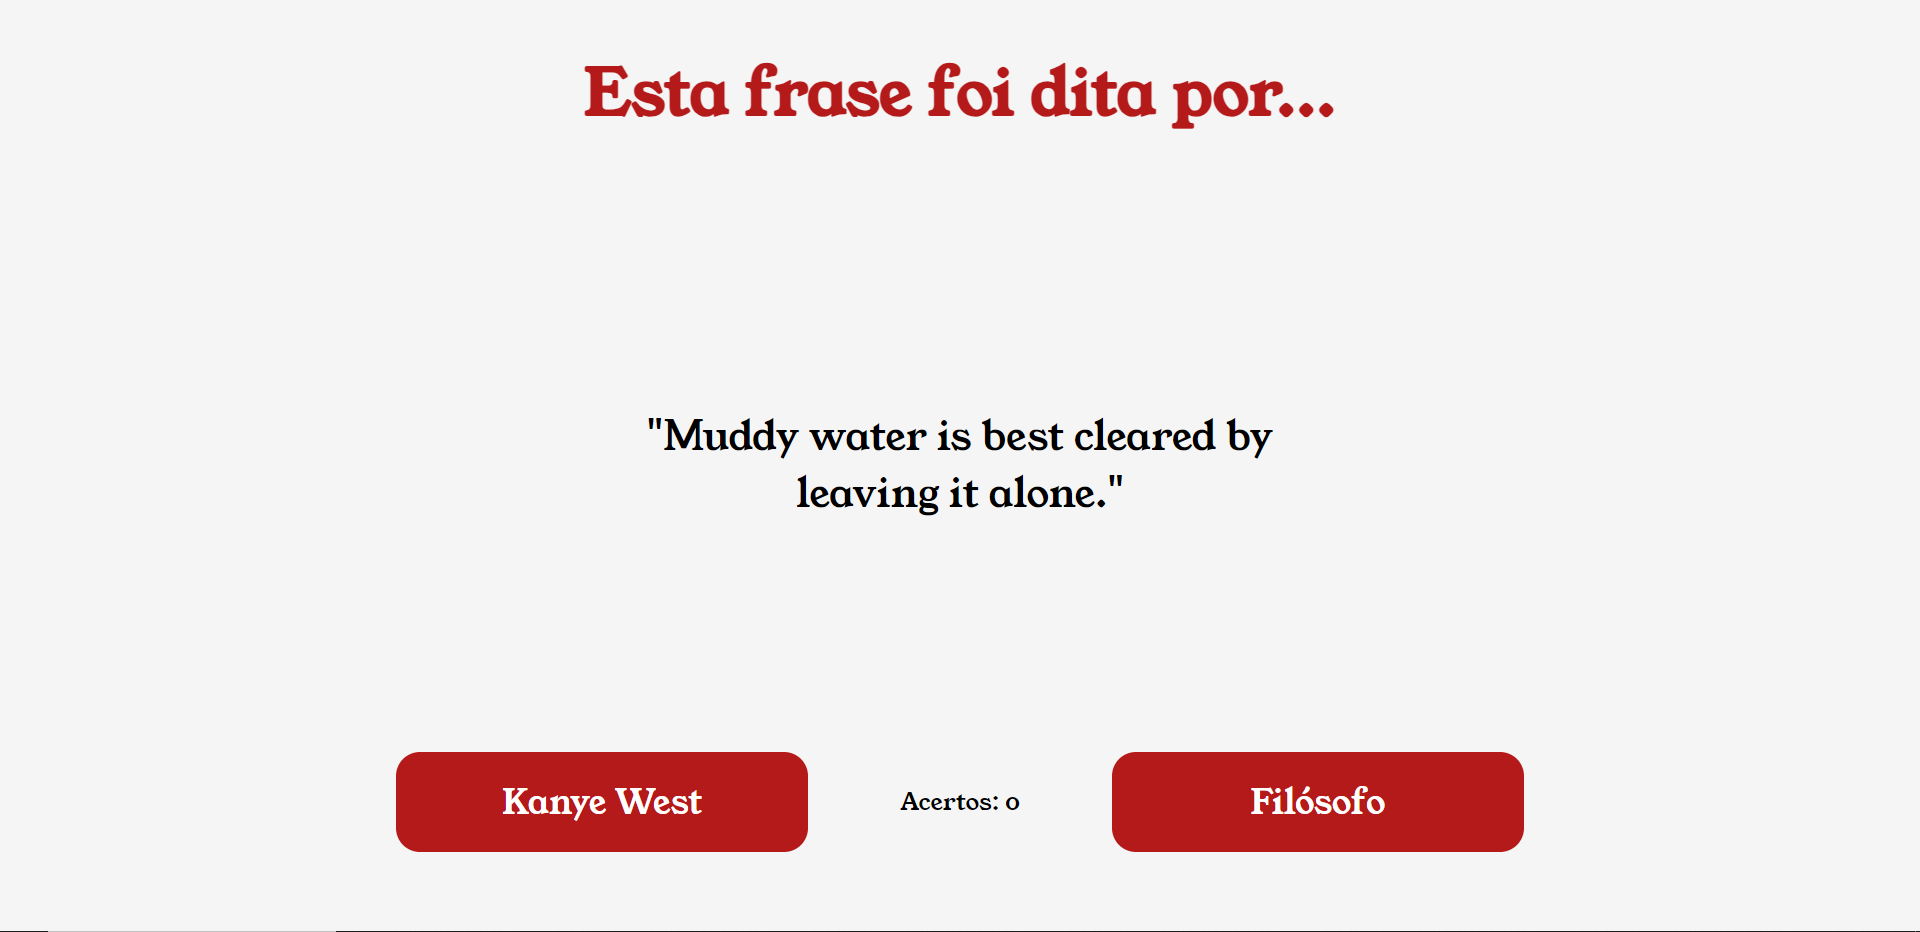 Esta frase foi dita por...
"Muddy water is best cleared by
leaving it alone."
Kanye West
Acertos: 0
Filósofo